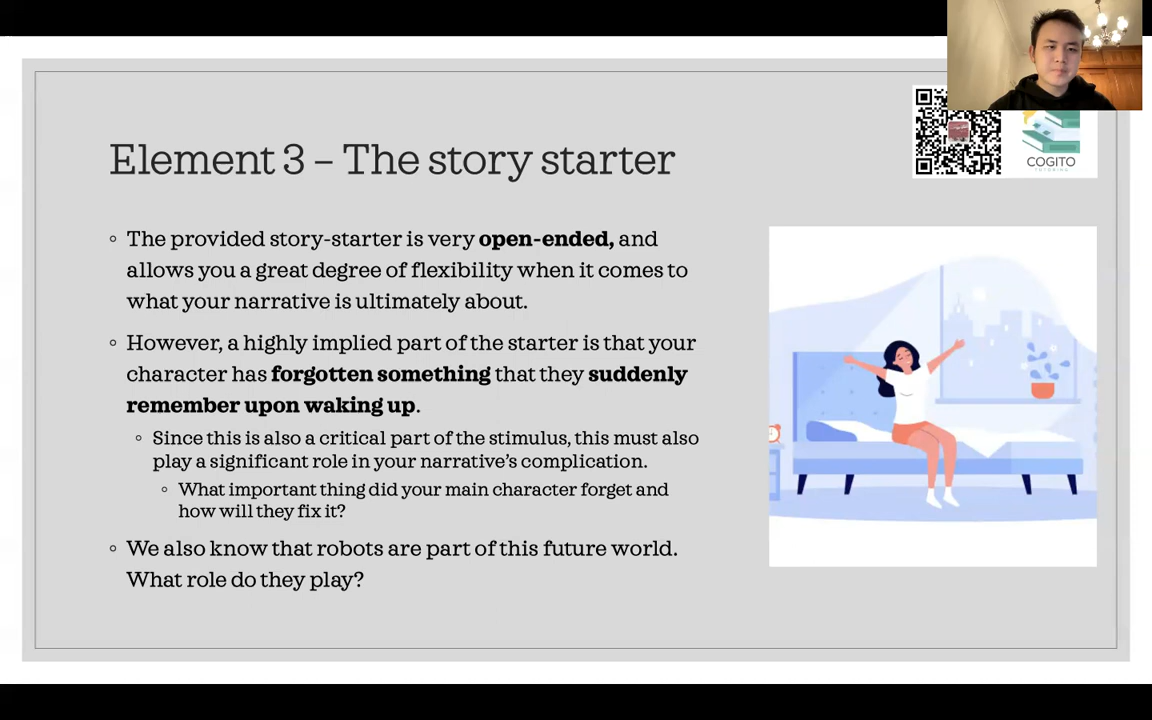 Element 3 – The story starter
COGITO
TUTORING
◦ The provided story-starter is very open-ended, and
allows you a great degree of flexibility when it comes to
what your narrative is ultimately about.
◦ However, a highly implied part of the starter is that your
character has forgotten something that they suddenly
remember upon waking up.
◦ Since this is also a critical part of the stimulus, this must also
play a significant role in your narrative's complication.
◦ What important thing did your main character forget and
how will they fix it?
◦ We also know that robots are part of this future world.
What role do they play?